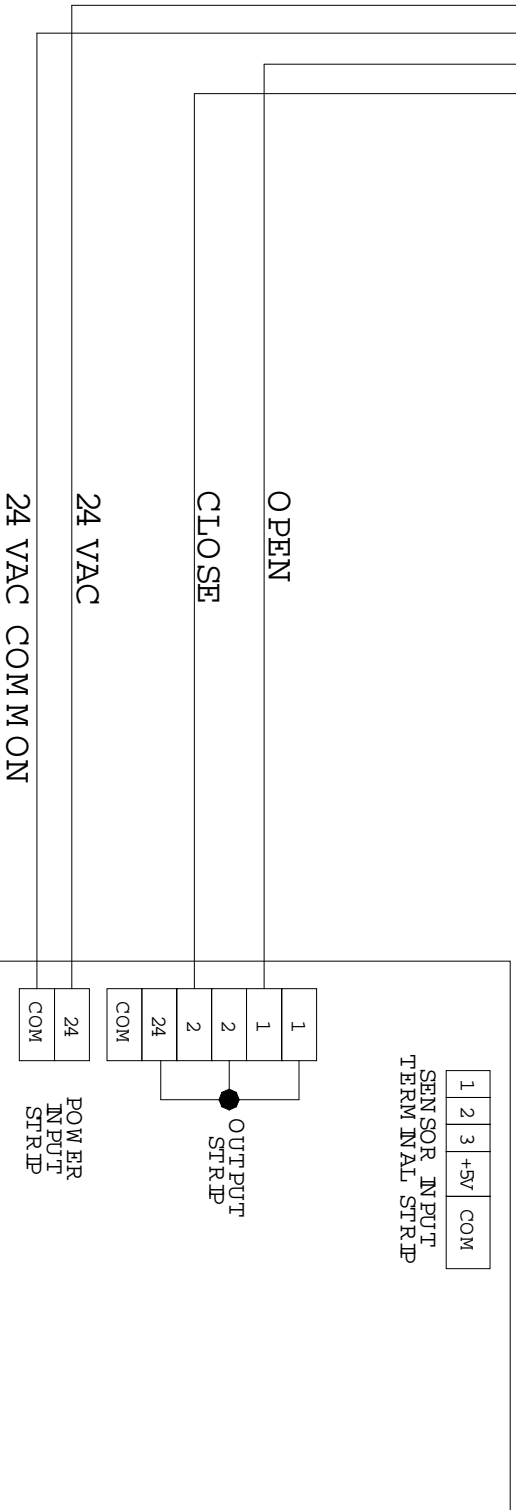 1 2 3 +5V COM
SENSOR INPUT
TERMINAL STRIP
OPEN
CLOSE
24 VAC
24 VAC COMMON
1
1
2
2
24
COM
OUTPUT
STRIP
24
COM
POWER
INPUT
STRIP